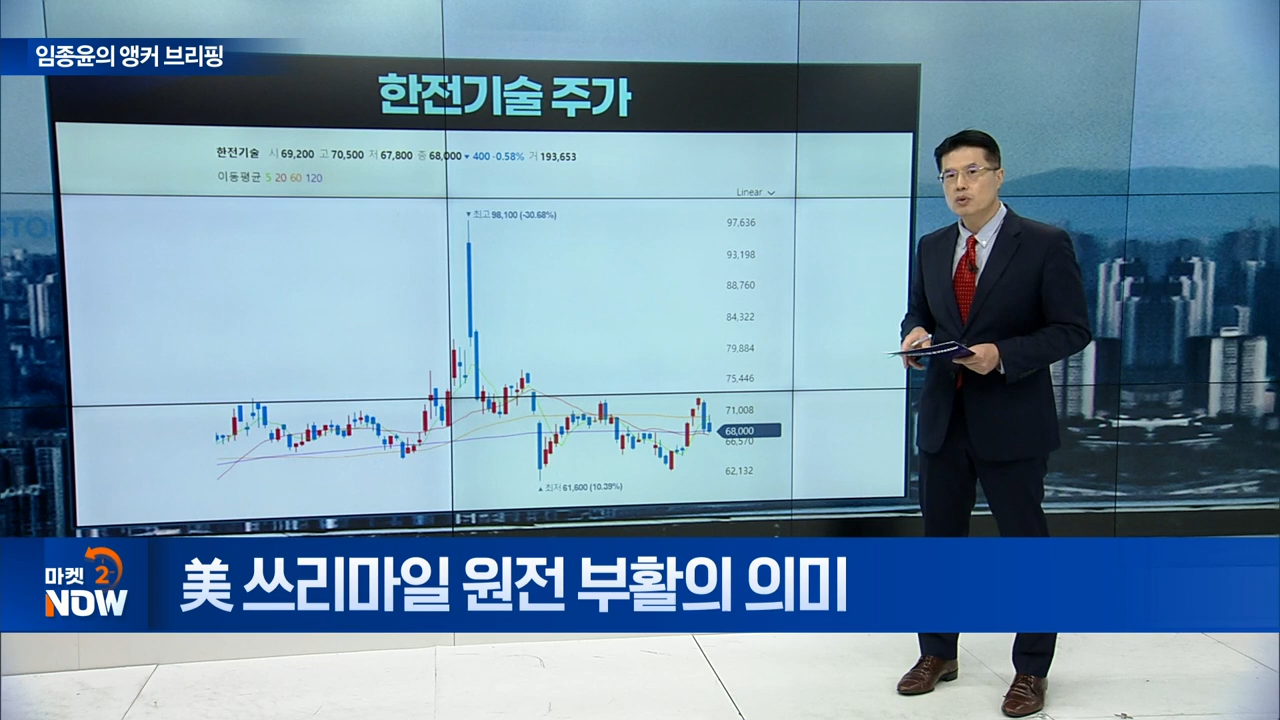 임종윤의 앵커 브리핑
한전기술 주가
한전기술 시 69,200 고 70,500 저 67,800 종 68,000 ▼ 400 -0.58% 거 193,653
이동평균 5 20 60 120
Linear
▼최고 98,100 (-30.68%)
97,636
93,198
88,760
84,322
79,884
75,446
71,008
68,000
66,570
62,132
▲최저 61,600 (10.39%)
마켓 2
NOW
美 쓰리마일 원전 부활의 의미